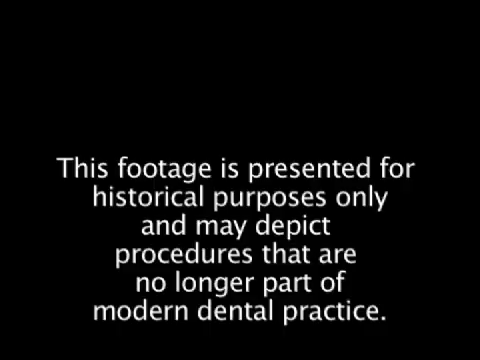 This footage is presented for
historical purposes only
and may depict
procedures that are
no longer part of
modern dental practice.